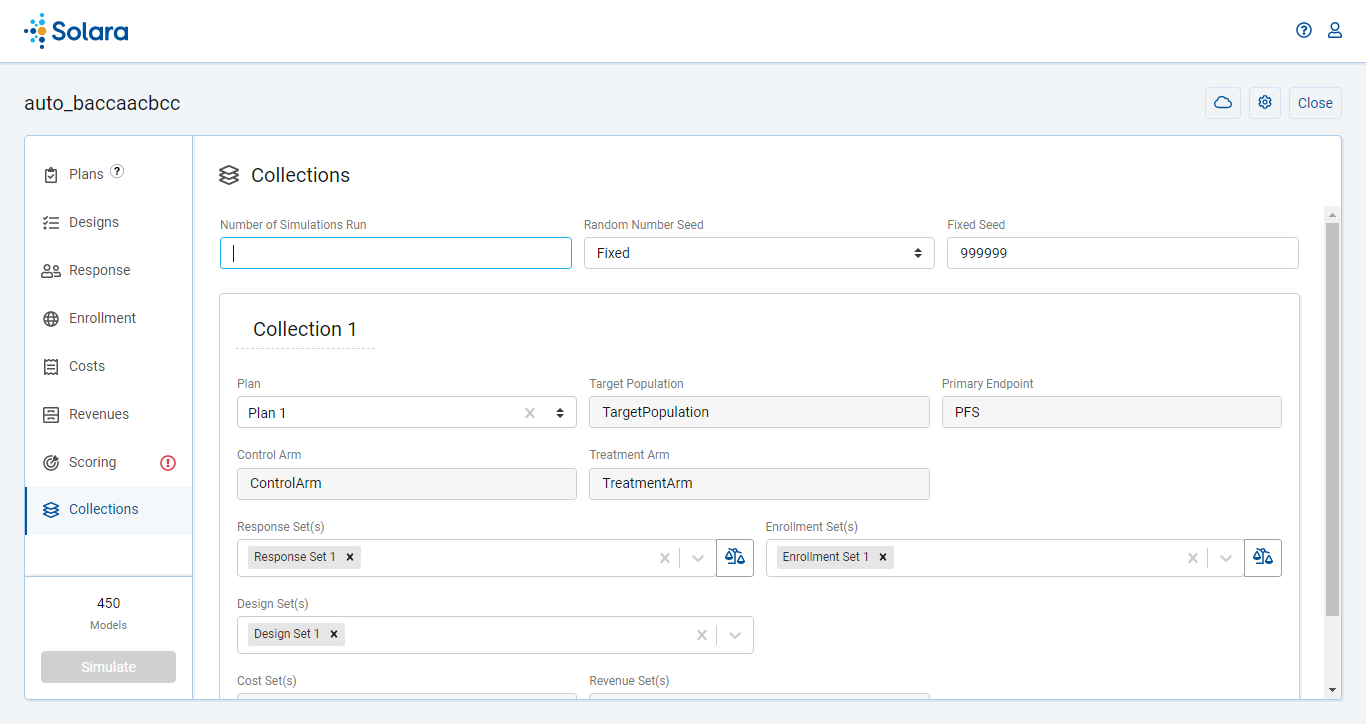 Solara
auto_baccaacbcc
Close
Plans ?
Designs
Response
Enrollment
Costs
Revenues
Scoring
Collections
450
Models
Simulate
Collections
Number of Simulations Run
Random Number Seed
Fixed Seed
Fixed
999999
Collection 1
Plan
Target Population
Primary Endpoint
Plan 1
TargetPopulation
PFS
Control Arm
Treatment Arm
ControlArm
TreatmentArm
Response Set(s)
Enrollment Set(s)
Response Set 1
Enrollment Set 1
Design Set(s)
Design Set 1
Cost Set(s)
Revenue Set(s)